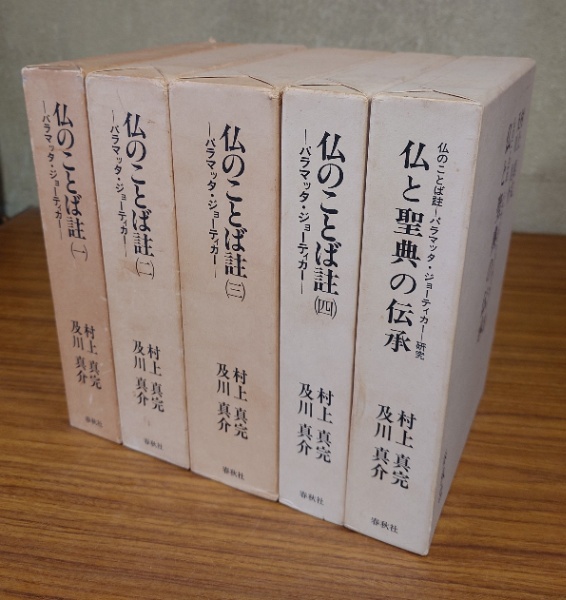 仏のことば註(一)
―パラマッタ・ジョーティカー―
村上 真完
及川 真介
春秋社
仏のことば註(二)
―パラマッタ・ジョーティカー―
村上 真完
及川 真介
春秋社
仏のことば註(三)
―パラマッタ・ジョーティカー―
村上 真完
及川 真介
春秋社
仏のことば註(四)
―パラマッタ・ジョーティカー―
村上 真完
及川 真介
春秋社
仏のことば註―パラマッタ・ジョーティカー―研究
仏と聖典の伝承
村上 真完
及川 真介
春秋社